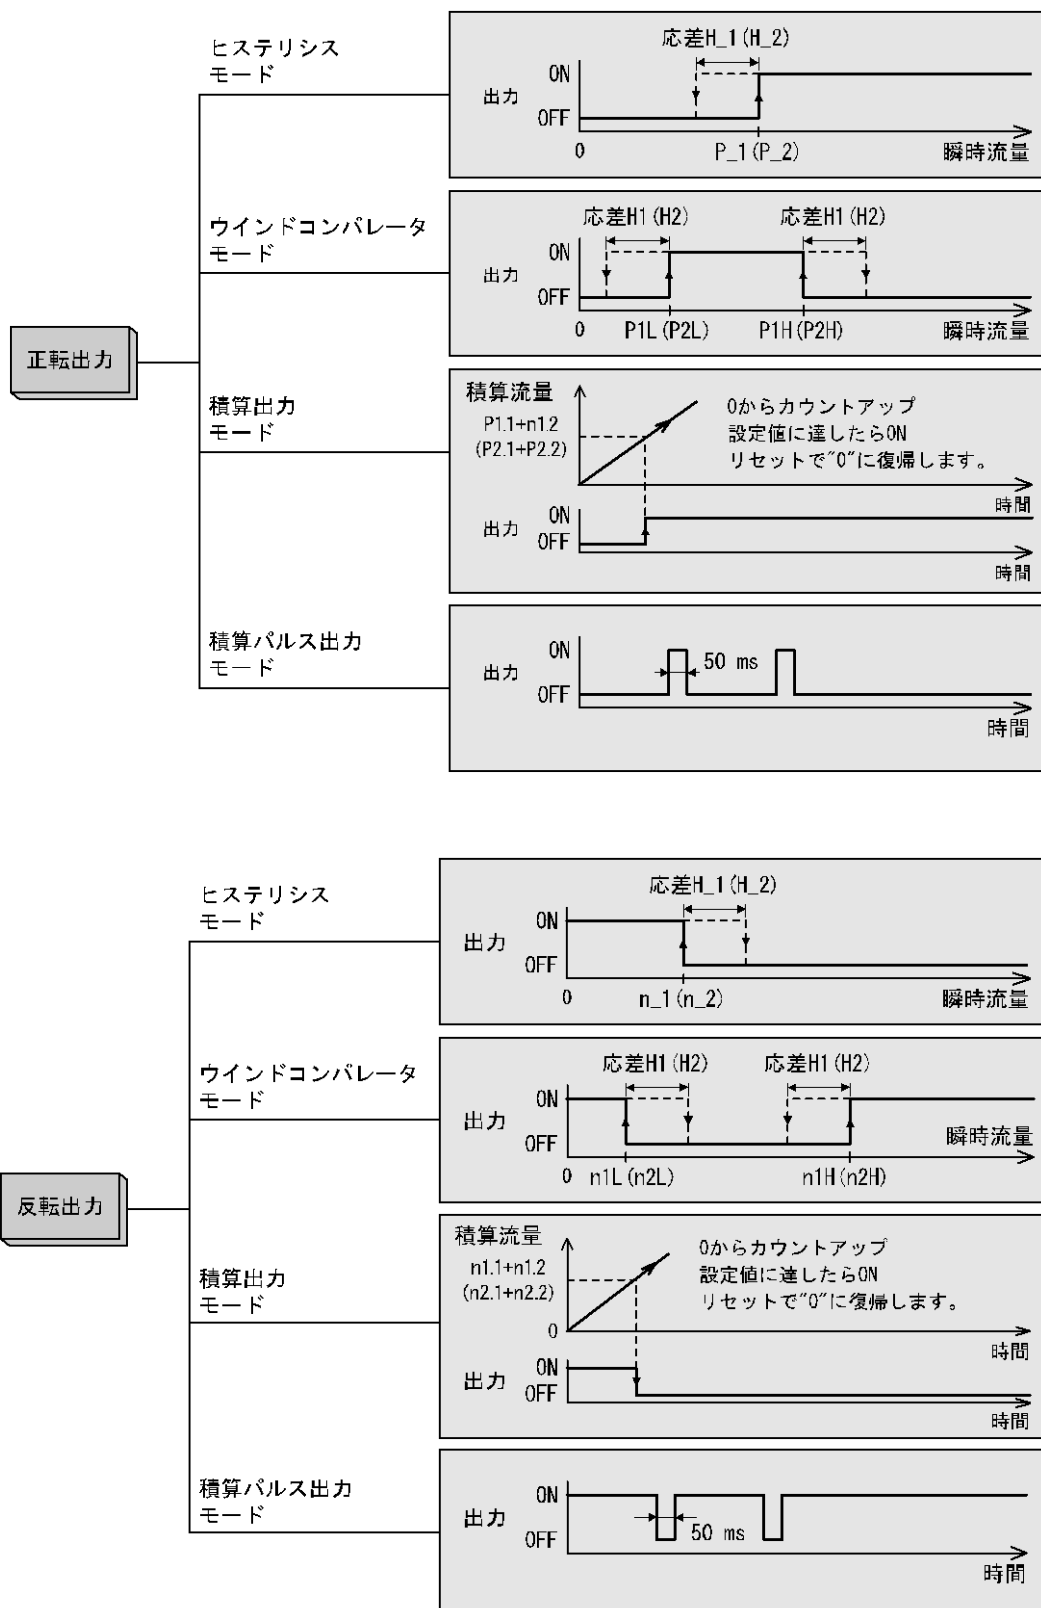 正転出力
ヒステリシス
モード
応差H_1(H_2)
出力
ON
OFF
0
P_1(P_2)
瞬時流量
ウインドコンパレータ
モード
応差H1(H2)
応差H1(H2)
出力
ON
OFF
0
P1L(P2L)
P1H(P2H)
瞬時流量
積算出力
モード
積算流量
P1.1+n1.2
(P2.1+P2.2)
0からカウントアップ
設定値に達したらON
リセットで"0"に復帰します。
時間
出力
ON
OFF
時間
積算パルス出力
モード
出力
ON
OFF
50 ms
時間
反転出力
ヒステリシス
モード
応差H_1(H_2)
出力
ON
OFF
0
n_1(n_2)
瞬時流量
ウインドコンパレータ
モード
応差H1(H2)
応差H1(H2)
出力
ON
OFF
0
n1L(n2L)
n1H(n2H)
瞬時流量
積算出力
モード
積算流量
n1.1+n1.2
(n2.1+n2.2)
0
0からカウントアップ
設定値に達したらON
リセットで"0"に復帰します。
時間
出力
ON
OFF
時間
積算パルス出力
モード
出力
ON
OFF
50 ms
時間